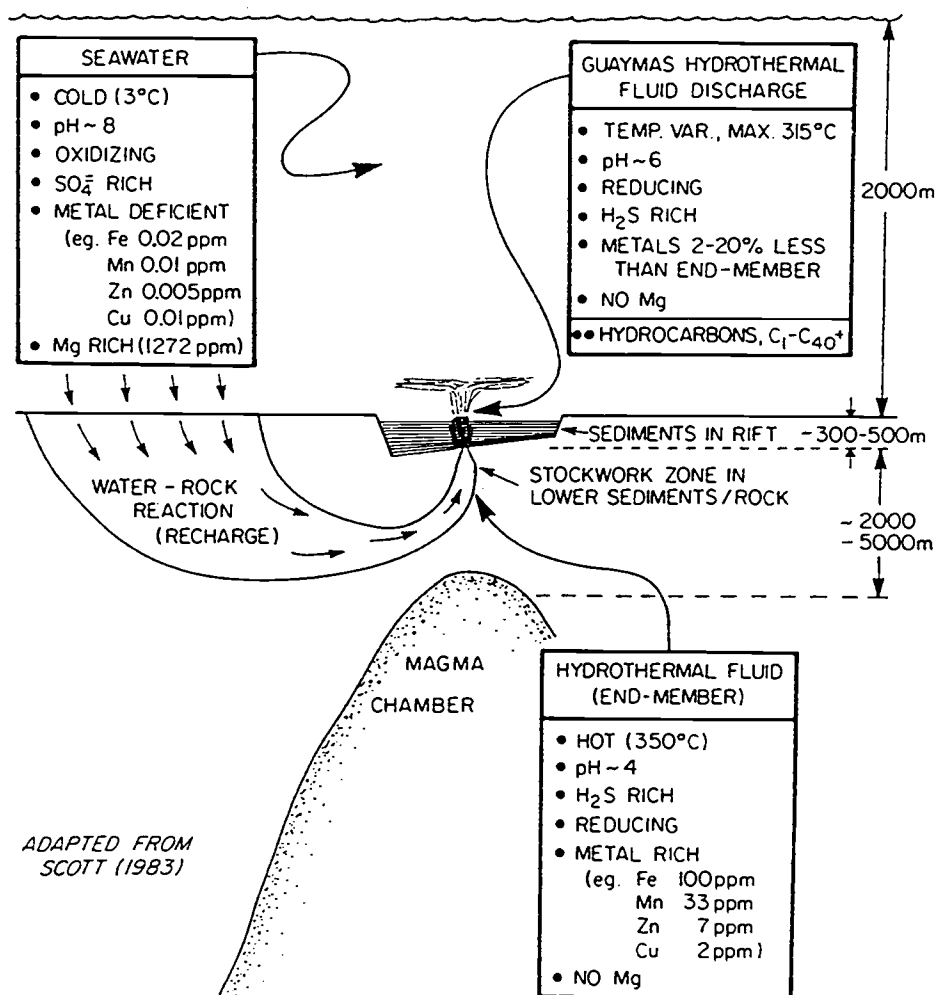 SEAWATER
• COLD (3°C)
• pH ~ 8
• OXIDIZING
• SO₄⁼ RICH
• METAL DEFICIENT
(eg. Fe 0.02 ppm
Mn 0.01 ppm
Zn 0.005ppm
Cu 0.01ppm)
• Mg RICH (1272 ppm)
GUAYMAS HYDROTHERMAL
FLUID DISCHARGE
• TEMP. VAR., MAX. 315°C
• pH ~6
• REDUCING
• H₂S RICH
• METALS 2-20% LESS
THAN END-MEMBER
• NO Mg
•• HYDROCARBONS, C₁-C₄₀⁺
2000m
SEDIMENTS IN RIFT
~300-500m
STOCKWORK ZONE IN
LOWER SEDIMENTS/ROCK
WATER - ROCK
REACTION
(RECHARGE)
~2000
-5000m
MAGMA
CHAMBER
HYDROTHERMAL FLUID
(END-MEMBER)
• HOT (350°C)
• pH ~ 4
• H₂S RICH
• REDUCING
• METAL RICH
(eg. Fe 100ppm
Mn 33 ppm
Zn 7 ppm
Cu 2ppm)
• NO Mg
ADAPTED FROM
SCOTT (1983)